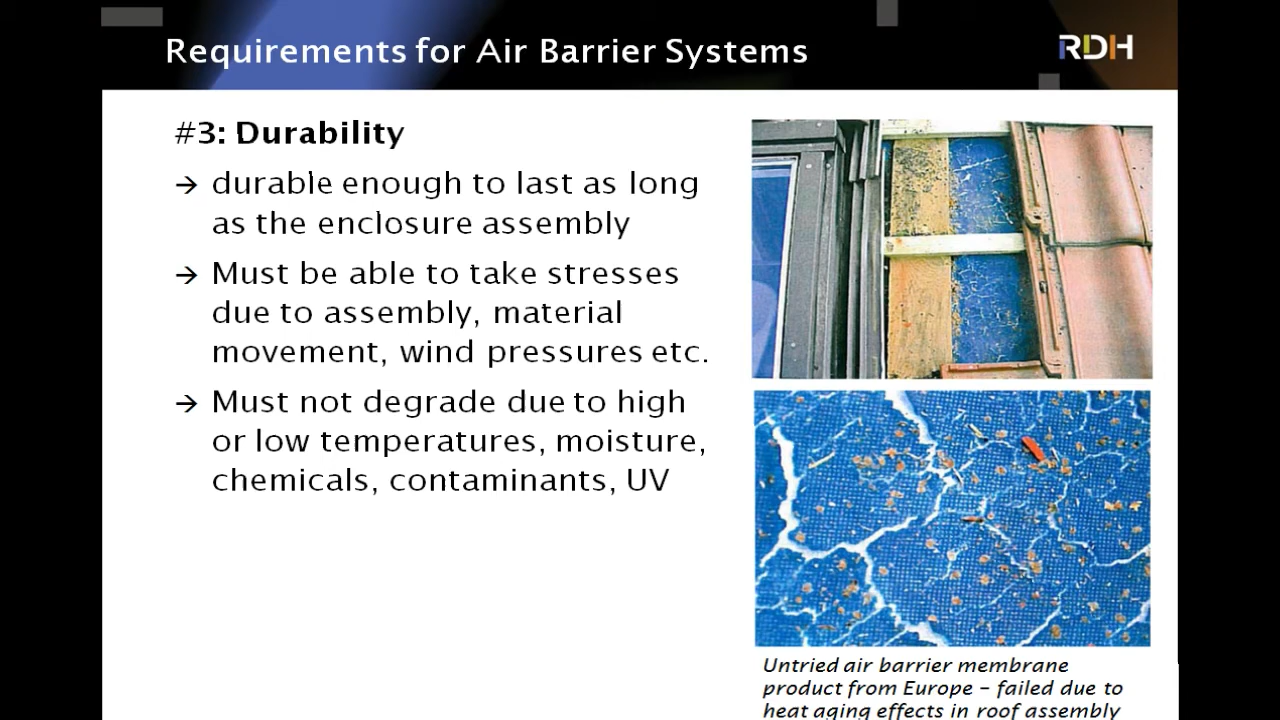 Requirements for Air Barrier Systems
RDH
#3: Durability
→ durable enough to last as long
as the enclosure assembly
→ Must be able to take stresses
due to assembly, material
movement, wind pressures etc.
→ Must not degrade due to high
or low temperatures, moisture,
chemicals, contaminants, UV
Untried air barrier membrane
product from Europe – failed due to
heat aging effects in roof assembly